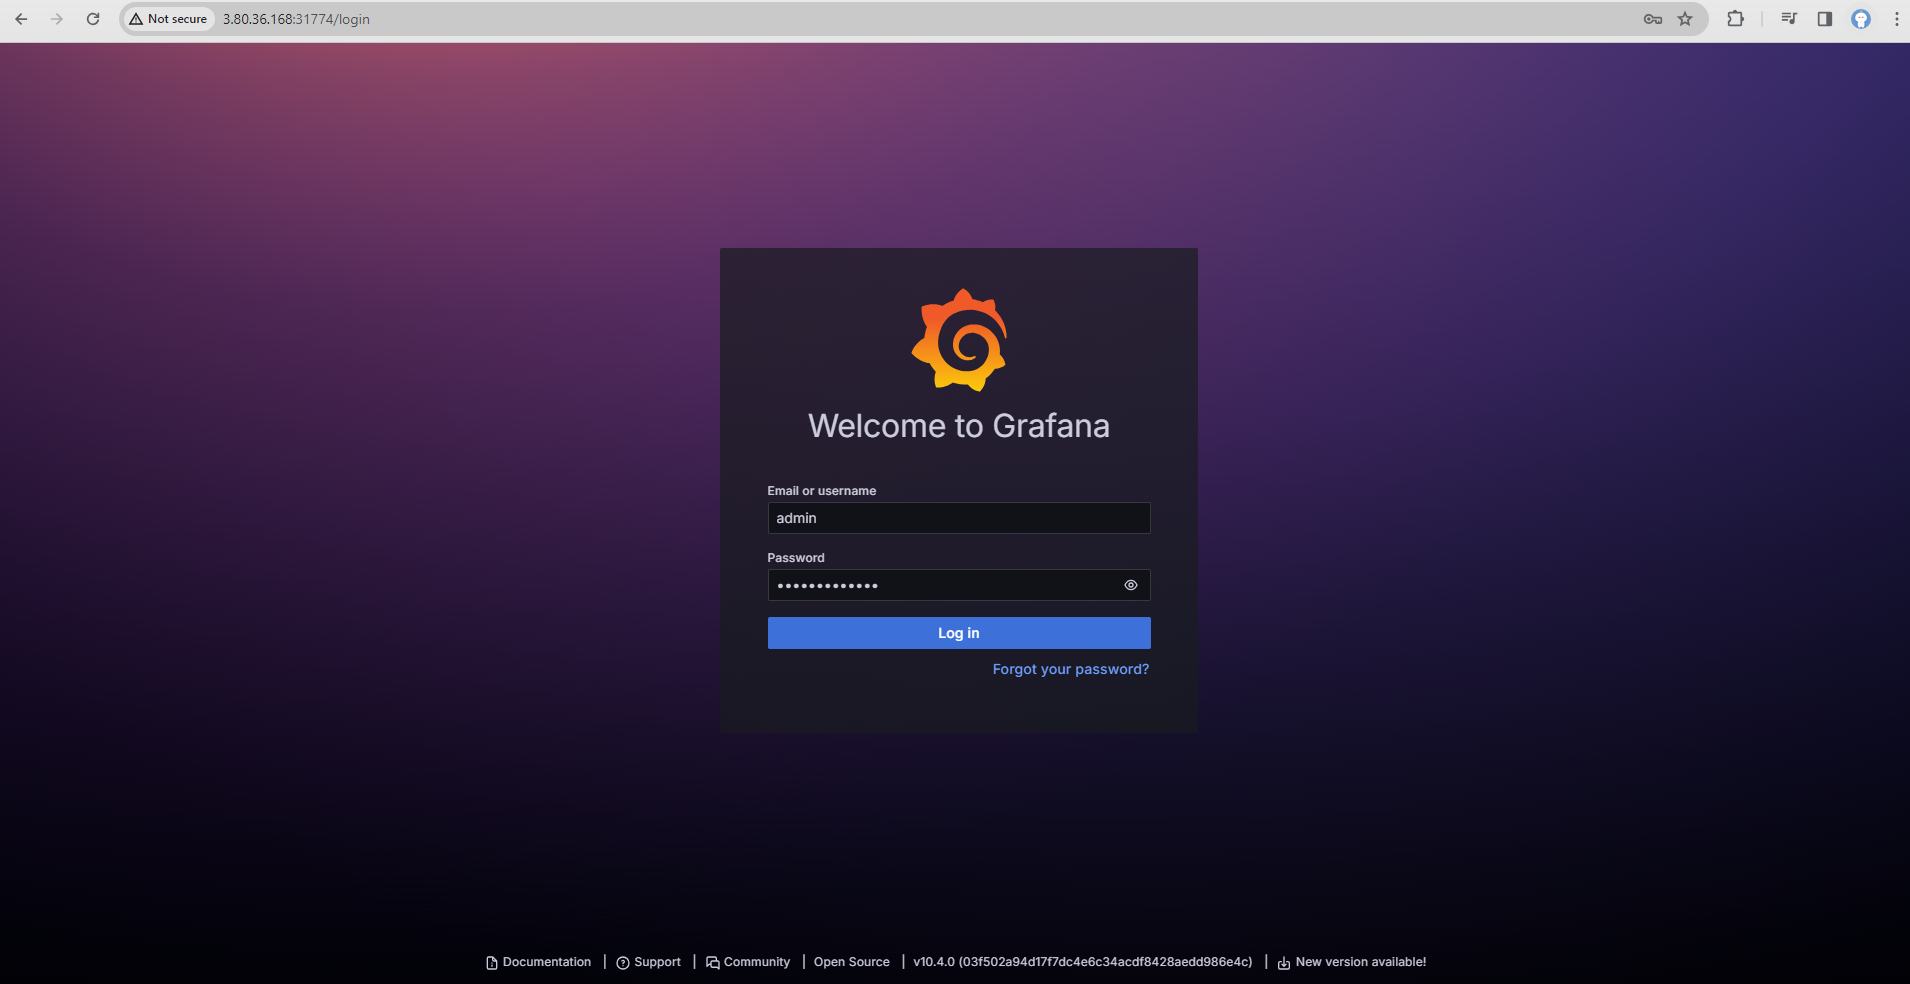 Not secure 3.80.36.168:31774/login
Welcome to Grafana
Email or username
admin
Password
•••••••••••••
Log in
Forgot your password?
Documentation | Support | Community | Open Source | v10.4.0 (03f502a94d17f7dc4e6c34acdf8428aedd986e4c) | New version available!